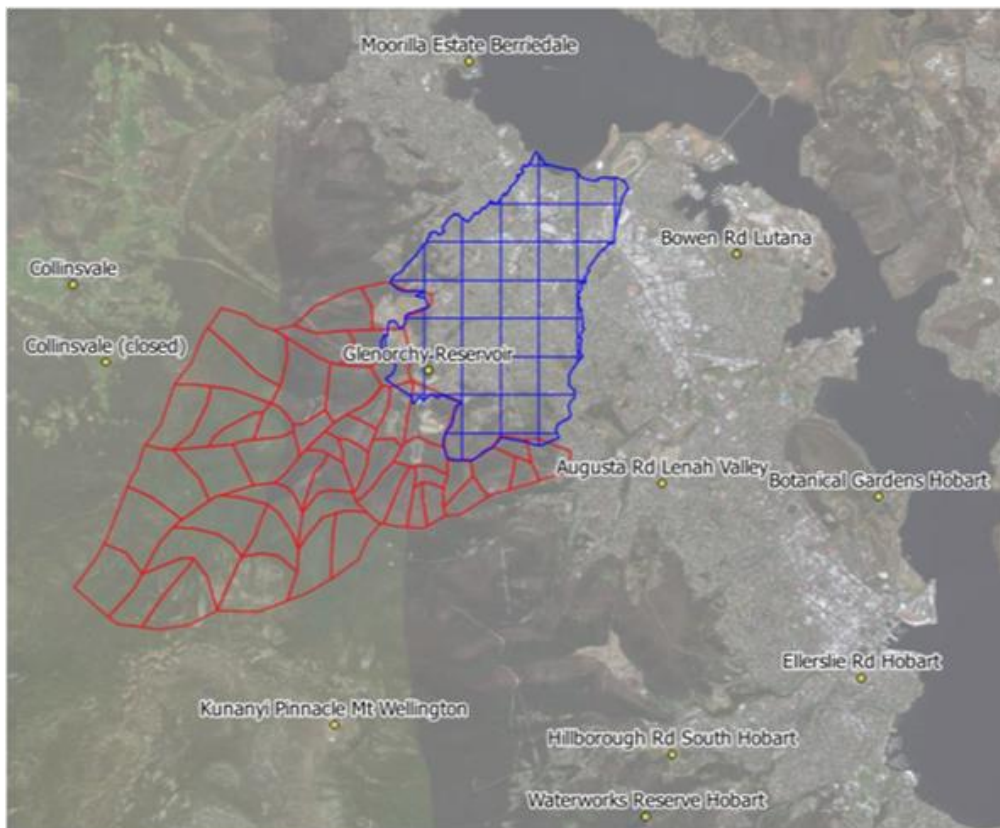 Moorilla Estate Berriedale
Bowen Rd Lutana
Collinsvale
Collinsvale (closed)
Glenorchy Reservoir
Augusta Rd Lenah Valley
Botanical Gardens Hobart
Ellerslie Rd Hobart
Kunanyi Pinnacle Mt Wellington
Hillborough Rd South Hobart
Waterworks Reserve Hobart